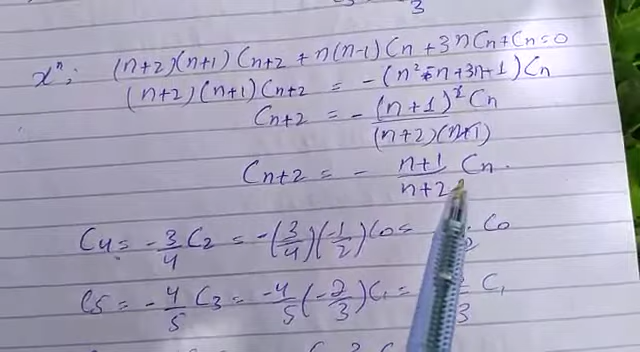 3
xⁿ: (n+2)(n+1) Cn+2 + n(n-1) Cn + 3n Cn + Cn = 0
(n+2)(n+1) Cn+2 = -(n²-n+3n+1) Cn
Cn+2 = - (n+1)² Cn / (n+2)(n+1)
Cn+2 = - n+1 / n+2 Cn.
C4 = -3/4 C2 = -(3/4)(-1/2) C0 = C0
C5 = -4/5 C3 = -4/5 (-2/3) C1 = C1